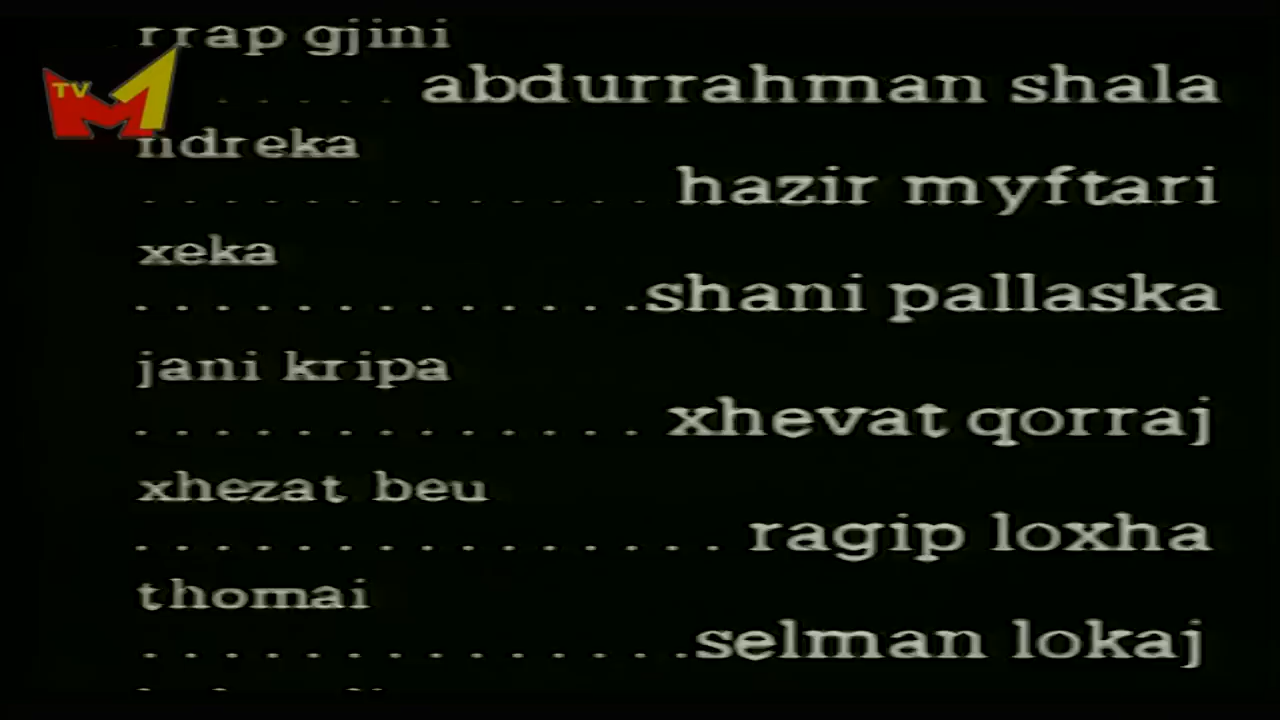 rrap gjini
TV M1
. . . . . abdurrahman shala
ndreka
. . . . . . . . . . . . . hazir myftari
xeka
. . . . . . . . . . . . .shani pallaska
jani kripa
. . . . . . . . . . . . . xhevat qorraj
xhezat beu
. . . . . . . . . . . . . . . ragip loxha
thomai
. . . . . . . . . . . . . .selman lokaj